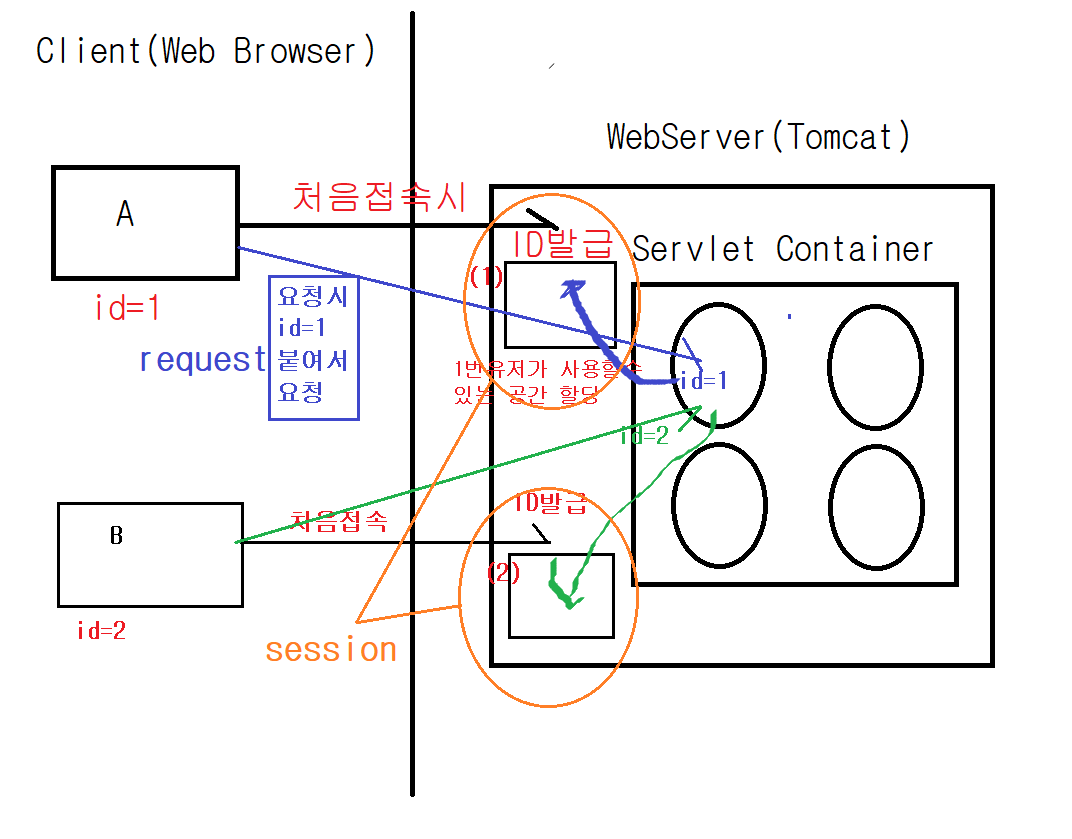 Client(Web Browser)
WebServer(Tomcat)
A
처음접속시
ID발급
Servlet Container
(1)
id=1
요청시
id=1
붙여서
요청
request
1번유저가 사용할 수
있는 공간 할당
id=1
id=2
B
처음접속
ID발급
(2)
id=2
session